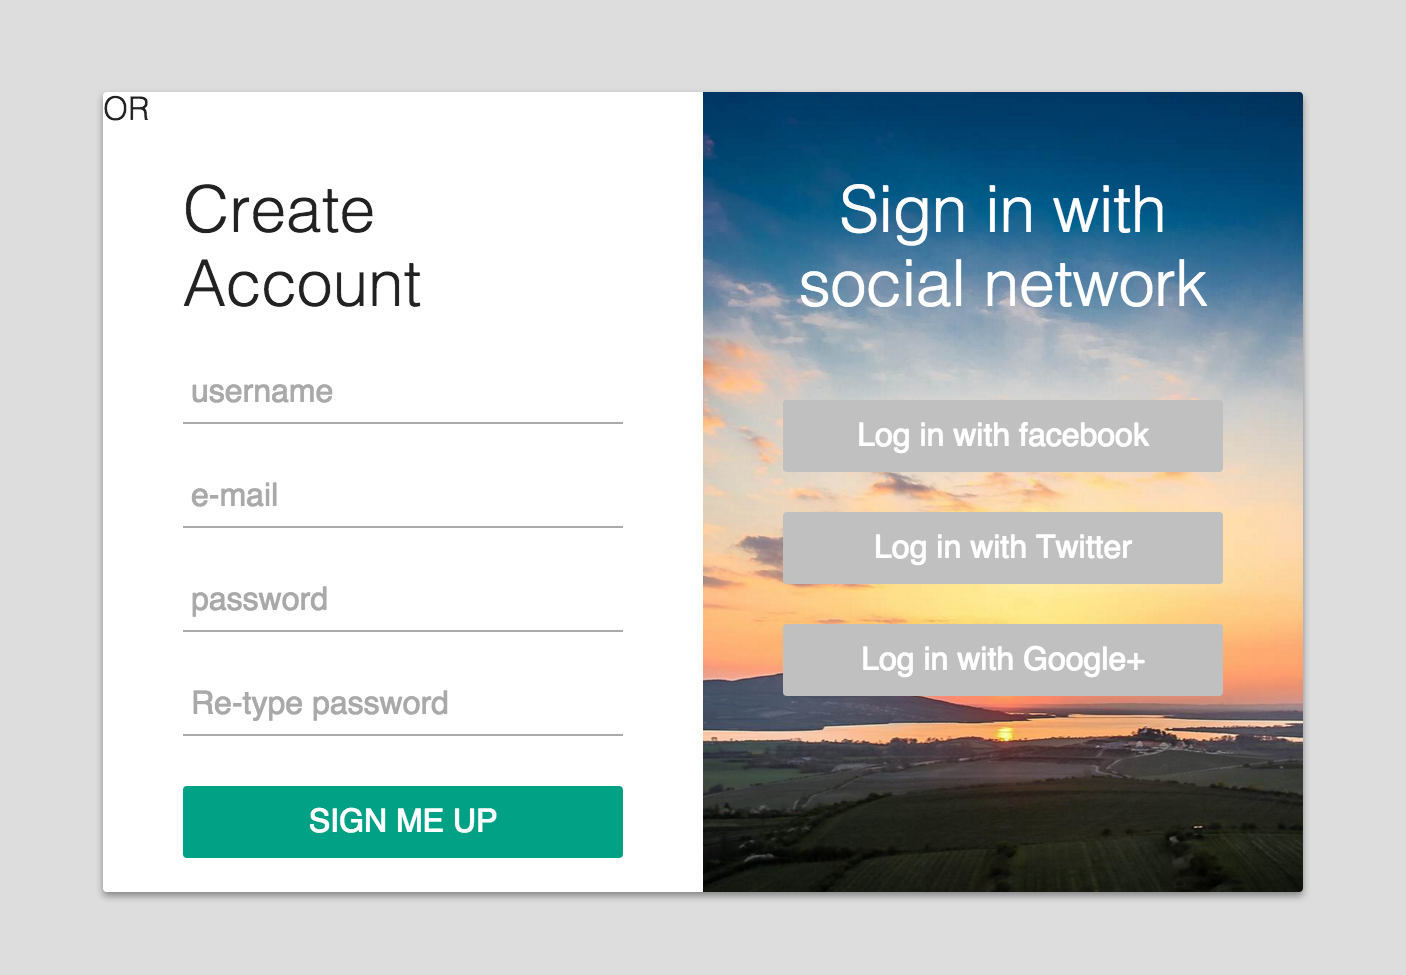 OR
Create
Account
username
e-mail
password
Re-type password
SIGN ME UP
Sign in with
social network
Log in with facebook
Log in with Twitter
Log in with Google+